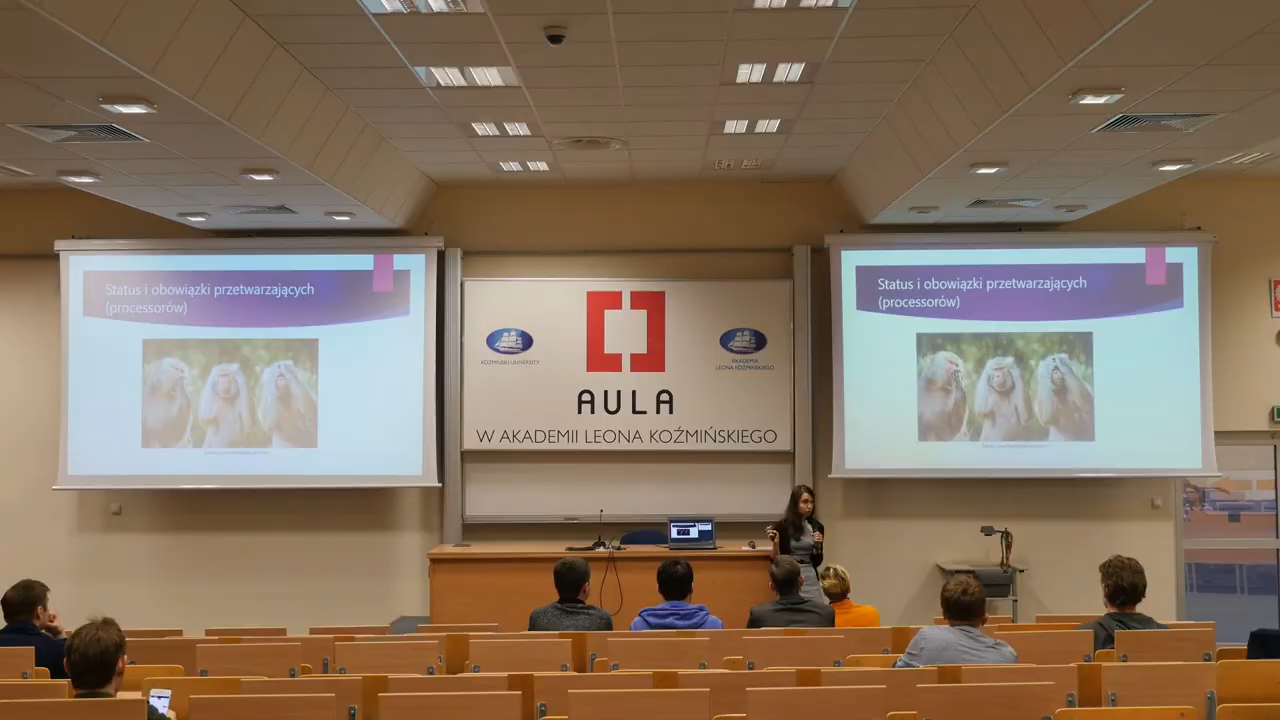 Status i obowiązki przetwarzających
(processorów)
KOZMINSKI UNIVERSITY
AULA
W AKADEMII LEONA KOŹMIŃSKIEGO
AKADEMIA
LEONA KOŹMIŃSKIEGO
Status i obowiązki przetwarzających
(processorów)